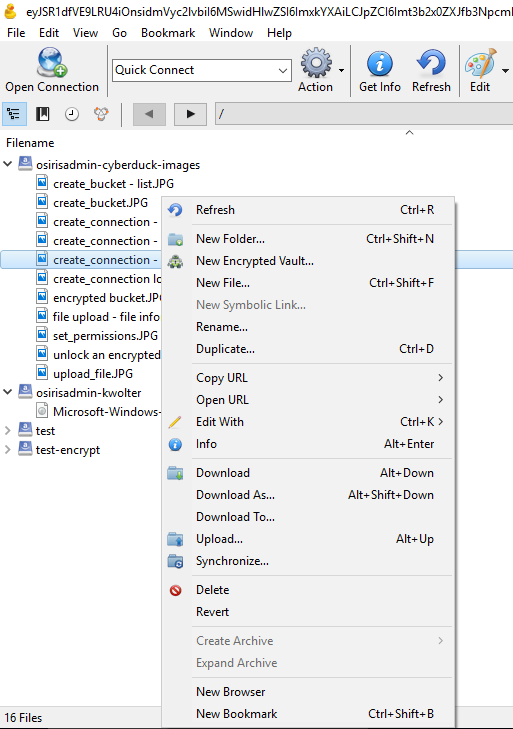 File Edit View Go Bookmark Window Help
Open Connection
Quick Connect
Action
Get Info
Refresh
Edit
/
Filename
osirisadmin-cyberduck-images
create_bucket - list.JPG
create_bucket.JPG
create_connection -
create_connection -
create_connection -
create_connection lo
encrypted bucket.JP
file upload - file info
set_permissions.JPG
unlock an encrypted
upload_file.JPG
osirisadmin-kwolter
Microsoft-Windows-
test
test-encrypt
Refresh Ctrl+R
New Folder... Ctrl+Shift+N
New Encrypted Vault...
New File... Ctrl+Shift+F
New Symbolic Link...
Rename...
Duplicate... Ctrl+D
Copy URL
Open URL
Edit With Ctrl+K
Info Alt+Enter
Download Alt+Down
Download As... Alt+Shift+Down
Download To...
Upload... Alt+Up
Synchronize...
Delete
Revert
Create Archive
Expand Archive
New Browser
New Bookmark Ctrl+Shift+B
16 Files